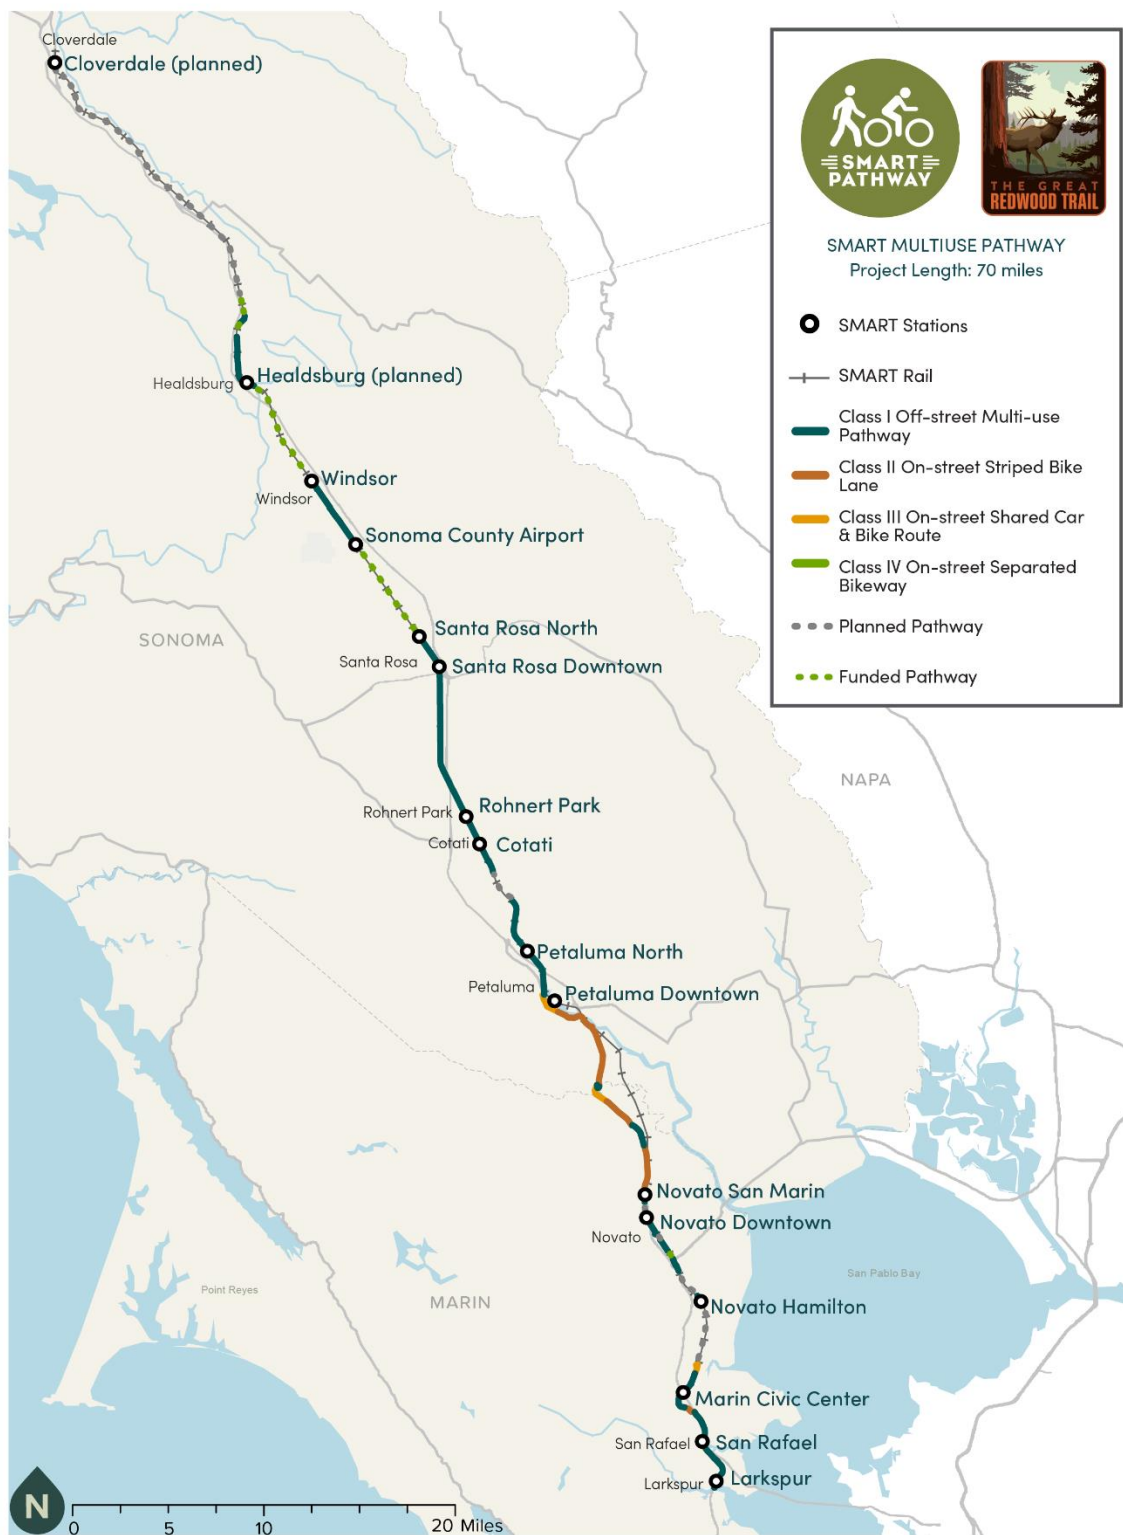 Cloverdale
Cloverdale (planned)
SMART
PATHWAY
THE GREAT
REDWOOD TRAIL
SMART MULTIUSE PATHWAY
Project Length: 70 miles
SMART Stations
SMART Rail
Class I Off-street Multi-use
Pathway
Class II On-street Striped Bike
Lane
Class III On-street Shared Car
& Bike Route
Class IV On-street Separated
Bikeway
Planned Pathway
Funded Pathway
Healdsburg
Healdsburg (planned)
Windsor
Windsor
Sonoma County Airport
SONOMA
Santa Rosa North
Santa Rosa
Santa Rosa Downtown
NAPA
Rohnert Park
Rohnert Park
Cotati
Cotati
Petaluma North
Petaluma
Petaluma Downtown
Novato San Marin
Novato Downtown
Novato
San Pablo Bay
Point Reyes
MARIN
Novato Hamilton
Marin Civic Center
San Rafael
San Rafael
Larkspur
Larkspur
N
0 5 10 20 Miles